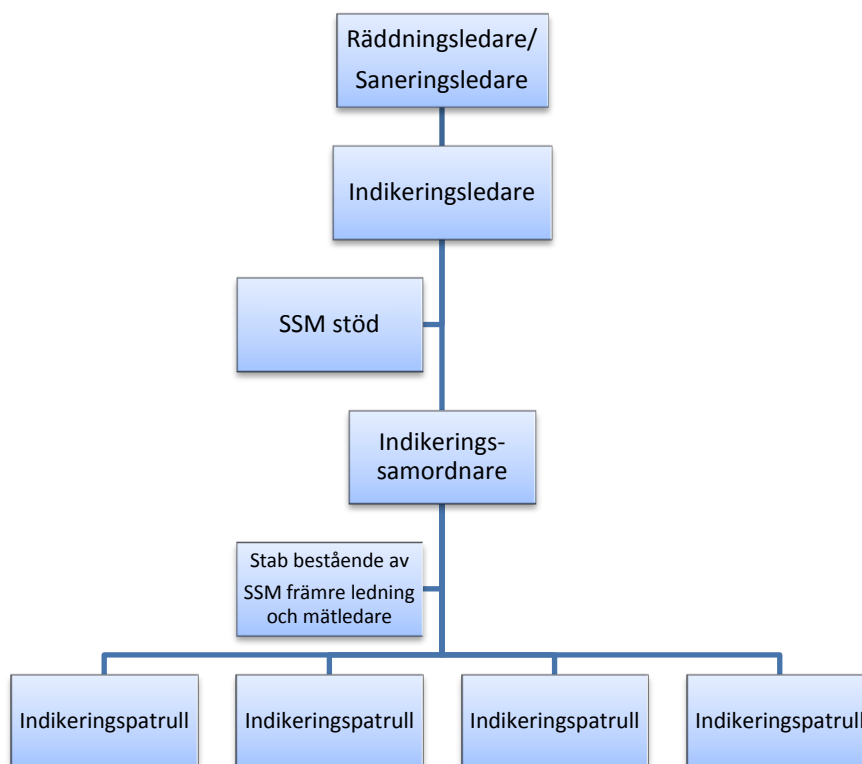 Räddningsledare/
Saneringsledare
Indikeringsledare
SSM stöd
Indikerings-
samordnare
Stab bestående av
SSM främre ledning
och mätledare
Indikeringspatrull
Indikeringspatrull
Indikeringspatrull
Indikeringspatrull